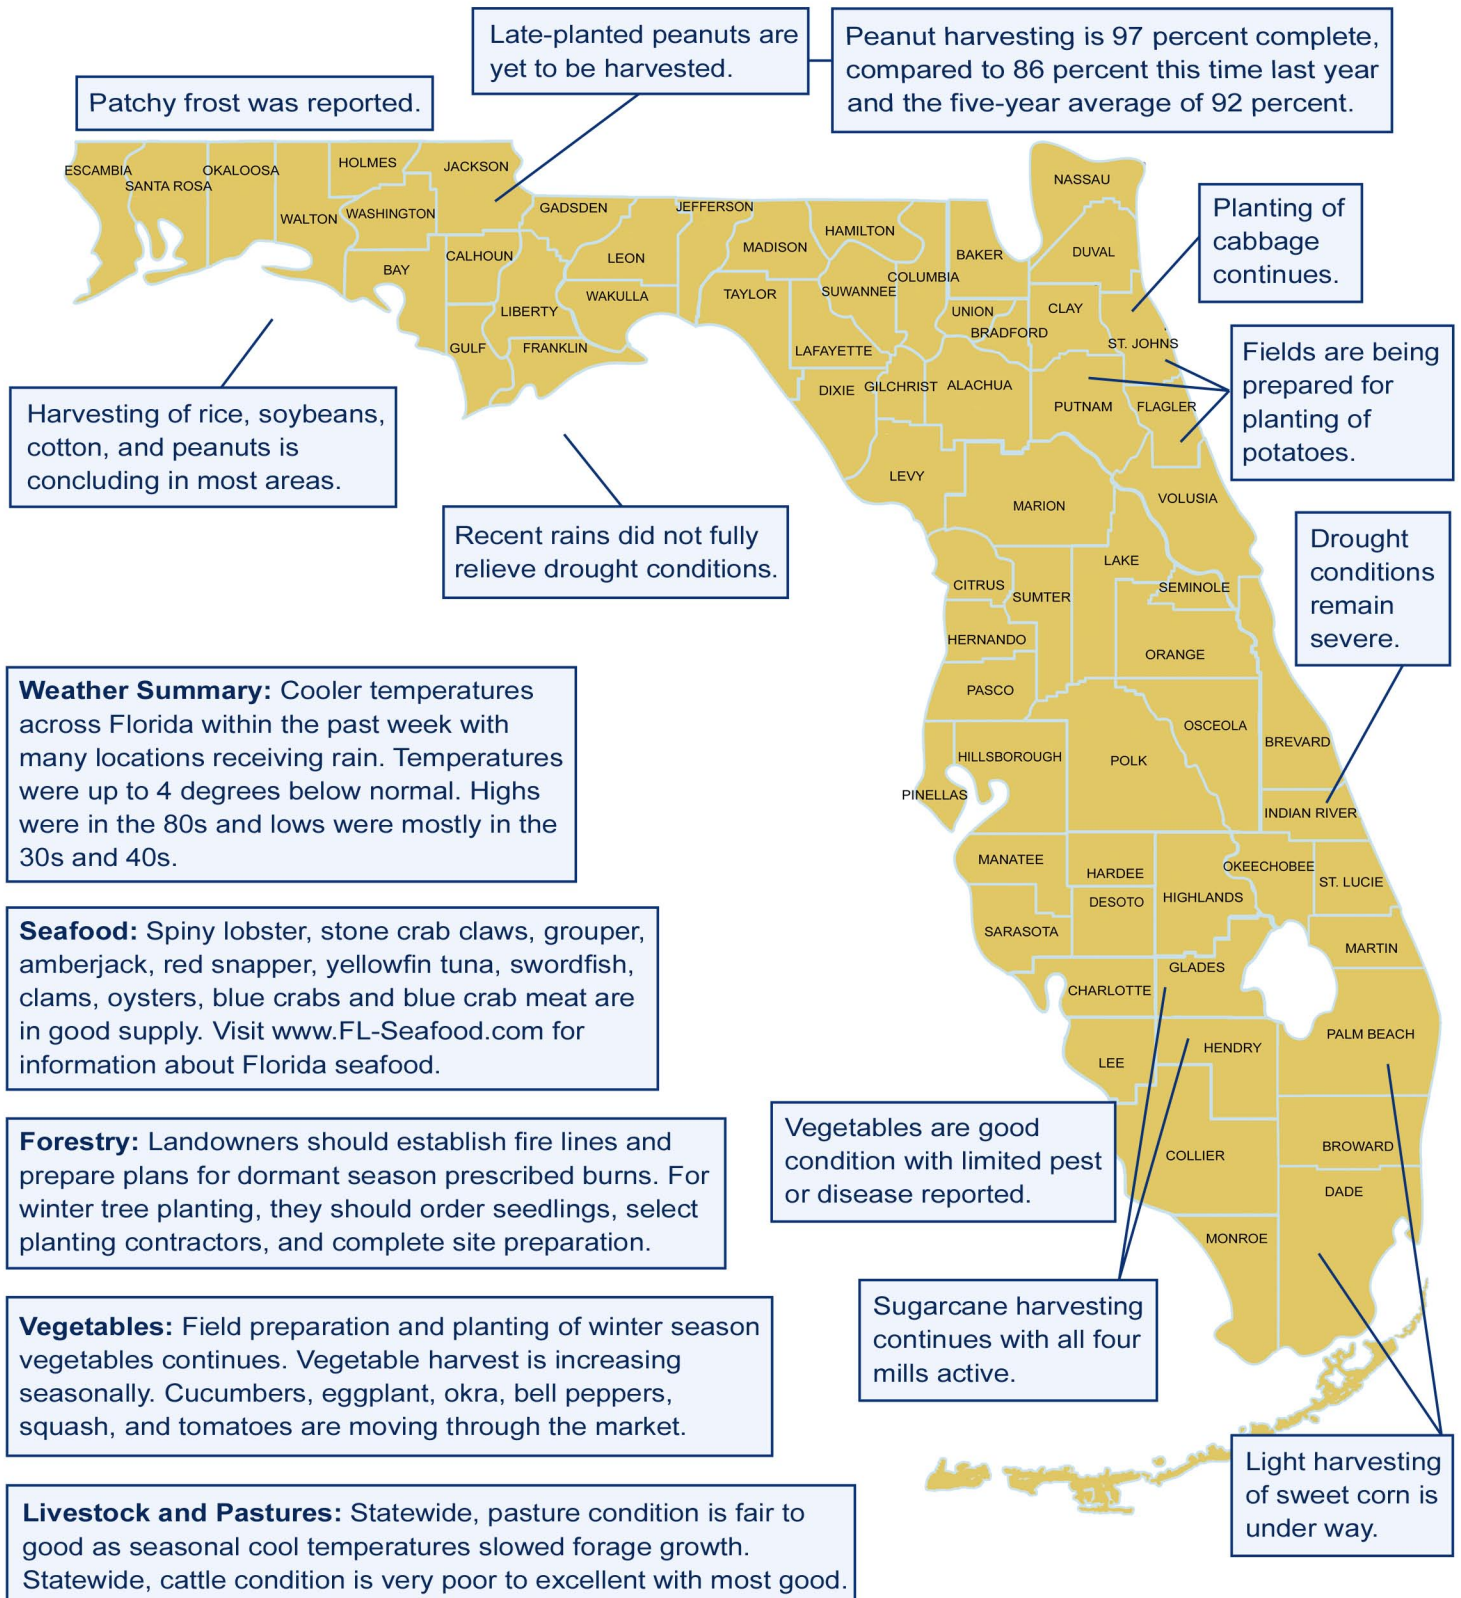 Late-planted peanuts are
yet to be harvested.
Peanut harvesting is 97 percent complete,
compared to 86 percent this time last year
and the five-year average of 92 percent.
Patchy frost was reported.
ESCAMBIA
SANTA ROSA
OKALOOSA
WALTON
HOLMES
WASHINGTON
JACKSON
BAY
CALHOUN
GULF
LIBERTY
FRANKLIN
GADSDEN
LEON
WAKULLA
JEFFERSON
MADISON
TAYLOR
HAMILTON
SUWANNEE
LAFAYETTE
DIXIE
COLUMBIA
GILCHRIST
BAKER
UNION
BRADFORD
ALACHUA
NASSAU
DUVAL
CLAY
ST. JOHNS
PUTNAM
FLAGLER
LEVY
MARION
VOLUSIA
Planting of
cabbage
continues.
Fields are being
prepared for
planting of
potatoes.
Harvesting of rice, soybeans,
cotton, and peanuts is
concluding in most areas.
Recent rains did not fully
relieve drought conditions.
Drought
conditions
remain
severe.
CITRUS
SUMTER
LAKE
SEMINOLE
HERNANDO
ORANGE
PASCO
OSCEOLA
BREVARD
HILLSBOROUGH
POLK
PINELLAS
INDIAN RIVER
MANATEE
HARDEE
OKEECHOBEE
ST. LUCIE
DESOTO
HIGHLANDS
SARASOTA
MARTIN
GLADES
CHARLOTTE
PALM BEACH
HENDRY
LEE
BROWARD
COLLIER
DADE
MONROE
Weather Summary: Cooler temperatures
across Florida within the past week with
many locations receiving rain. Temperatures
were up to 4 degrees below normal. Highs
were in the 80s and lows were mostly in the
30s and 40s.
Seafood: Spiny lobster, stone crab claws, grouper,
amberjack, red snapper, yellowfin tuna, swordfish,
clams, oysters, blue crabs and blue crab meat are
in good supply. Visit www.FL-Seafood.com for
information about Florida seafood.
Forestry: Landowners should establish fire lines and
prepare plans for dormant season prescribed burns. For
winter tree planting, they should order seedlings, select
planting contractors, and complete site preparation.
Vegetables are good
condition with limited pest
or disease reported.
Sugarcane harvesting
continues with all four
mills active.
Vegetables: Field preparation and planting of winter season
vegetables continues. Vegetable harvest is increasing
seasonally. Cucumbers, eggplant, okra, bell peppers,
squash, and tomatoes are moving through the market.
Light harvesting
of sweet corn is
under way.
Livestock and Pastures: Statewide, pasture condition is fair to
good as seasonal cool temperatures slowed forage growth.
Statewide, cattle condition is very poor to excellent with most good.